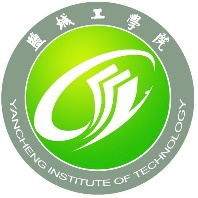 盐城工学院
YANCHENG INSTITUTE OF TECHNOLOGY